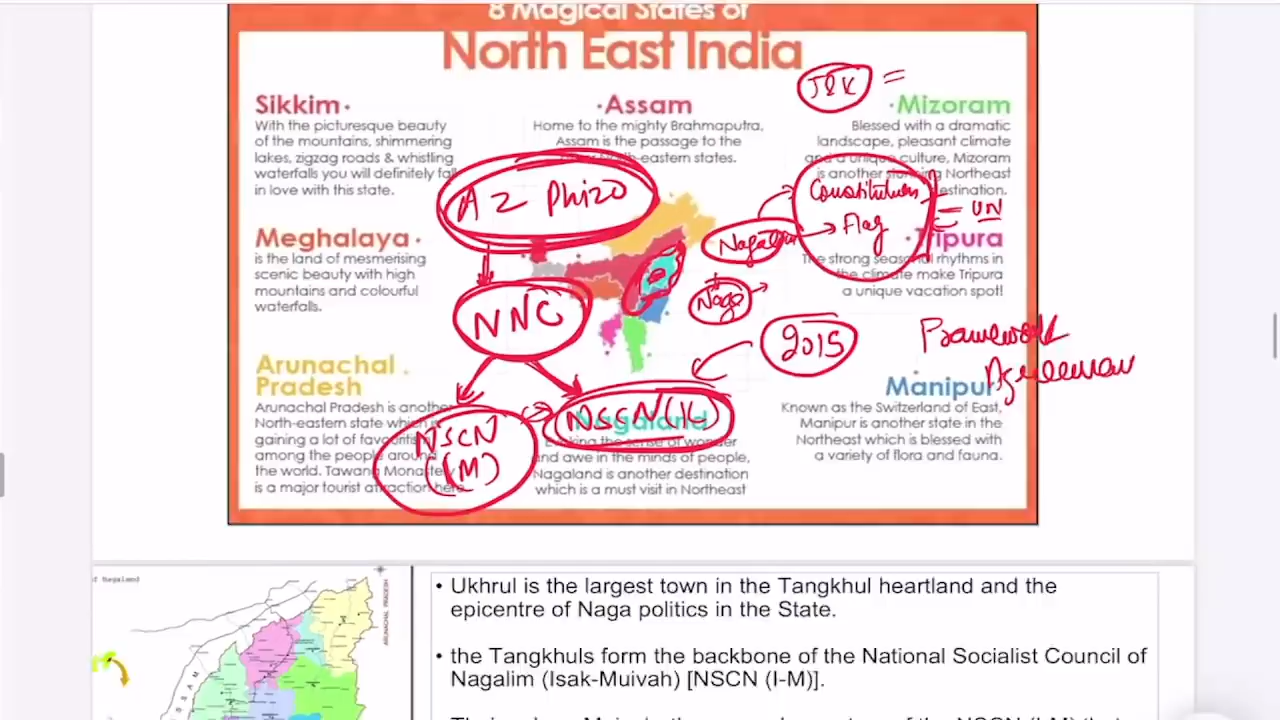 8 Magical States of
North East India
J&K =
Sikkim
With the picturesque beauty
of the mountains, shimmering
lakes, zigzag roads & whistling
waterfalls you will definitely fall
in love with this state.
Assam
Home to the mighty Brahmaputra,
Assam is the passage to the
North-eastern states.
Mizoram
Blessed with a dramatic
landscape, pleasant climate
and a unique culture, Mizoram
is another Northeast
destination.
A Z Phizo
Constitution
Flag
= UN
Nagalim
Naga
Meghalaya
is the land of mesmerising
scenic beauty with high
mountains and colourful
waterfalls.
Tripura
The strong seasonal rhythms in
the climate make Tripura
a unique vacation spot!
NNC
2015
Framework
Agreeman
Arunachal
Pradesh
Arunachal Pradesh is another
North-eastern state which is
gaining a lot of
among the people around
the world. Tawang Monastery
is a major tourist attraction here.
NSCN
(M)
NSCN(K)
Nagaland
the sense of wonder
and awe in the minds of people,
Nagaland is another destination
which is a must visit in Northeast
Manipur
Known as the Switzerland of East,
Manipur is another state in the
Northeast which is blessed with
a variety of flora and fauna.
of Nagaland
ARUNACHAL PRADESH
ASSAM
• Ukhrul is the largest town in the Tangkhul heartland and the
epicentre of Naga politics in the State.
• the Tangkhuls form the backbone of the National Socialist Council of
Nagalim (Isak-Muivah) [NSCN (I-M)].